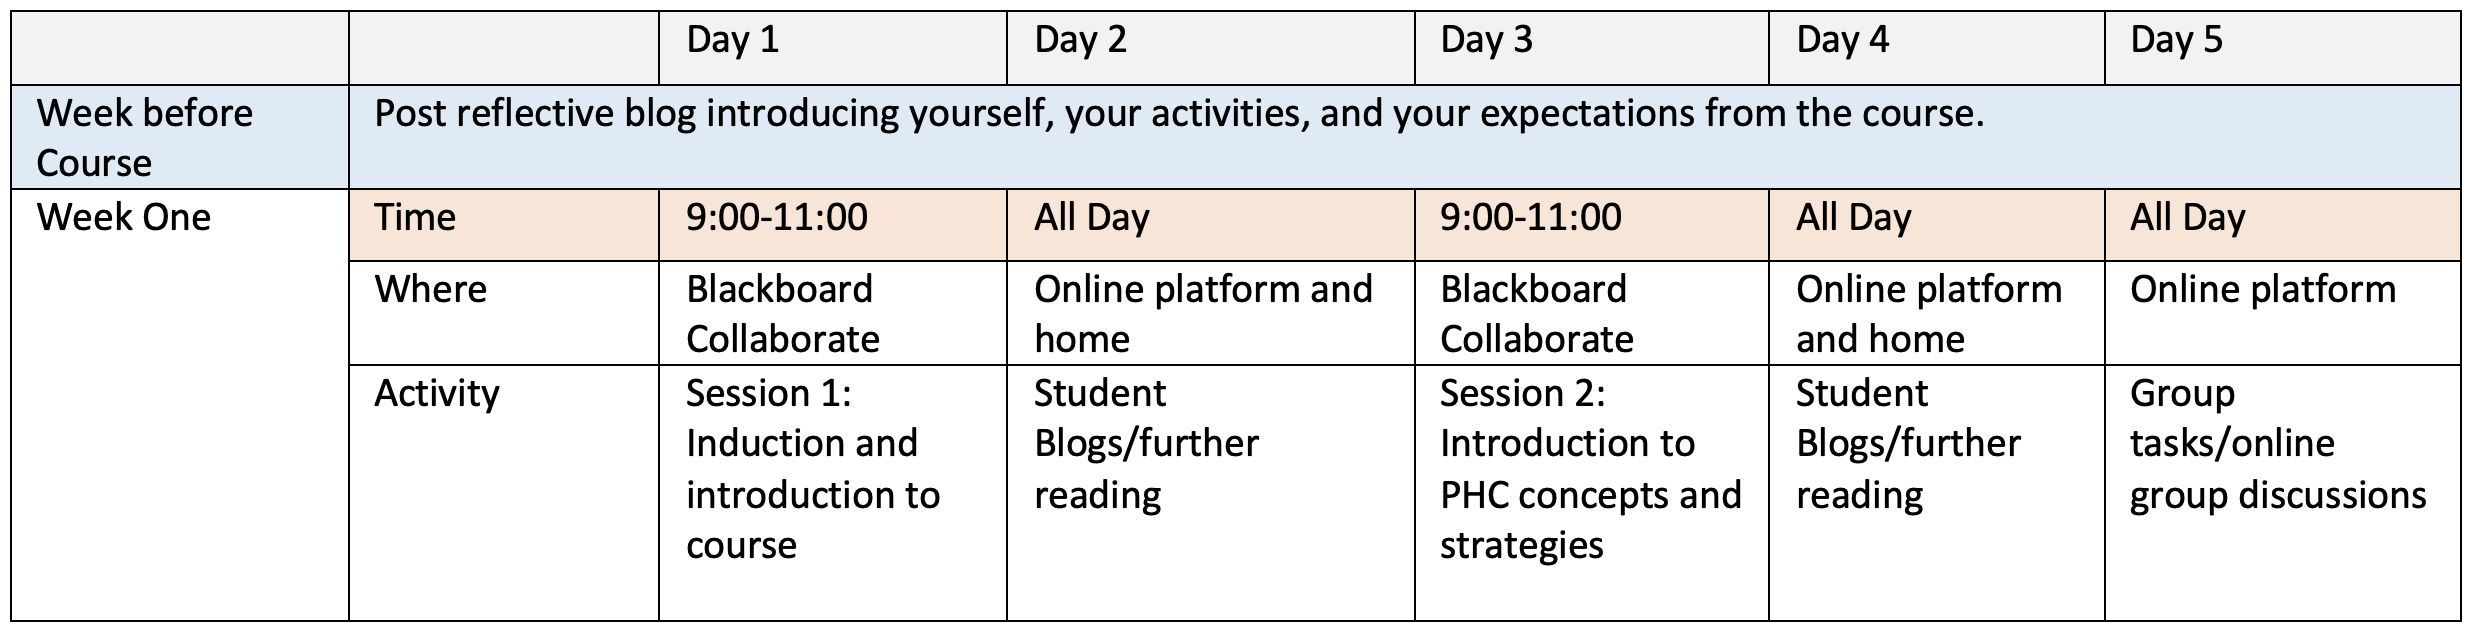 Day 1 Day 2 Day 3 Day 4 Day 5
Week before
Course
Post reflective blog introducing yourself, your activities, and your expectations from the course.
Week One
Time
9:00-11:00
All Day
9:00-11:00
All Day
All Day
Where
Blackboard
Collaborate
Online platform and
home
Blackboard
Collaborate
Online platform
and home
Online platform
Activity
Session 1:
Induction and
introduction to
course
Student
Blogs/further
reading
Session 2:
Introduction to
PHC concepts and
strategies
Student
Blogs/further
reading
Group
tasks/online
group discussions